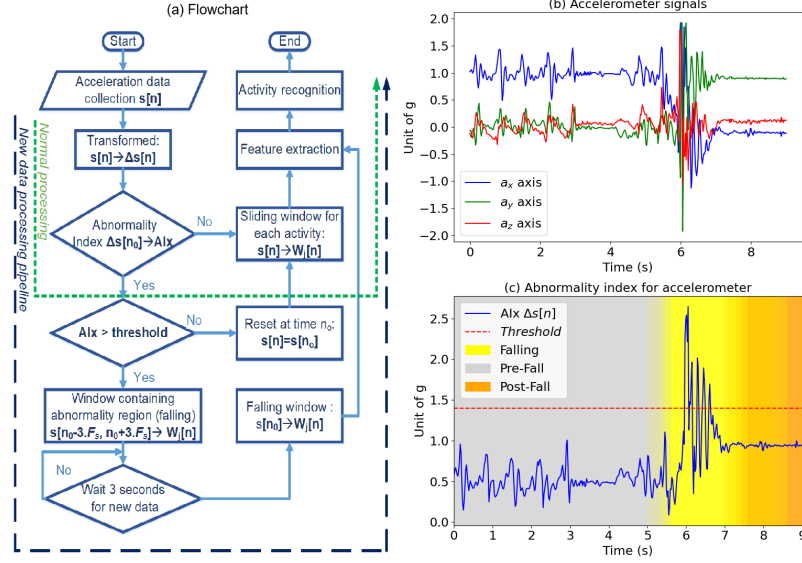 (a) Flowchart
Start
End
Acceleration data
collection s[n]
Activity recognition
Transformed:
s[n]→Δs[n]
Feature extraction
Abnormality
Index Δs[n₀]→AIx
No
Sliding window for
each activity:
s[n]→Wⱼ[n]
Yes
AIx > threshold
No
Reset at time n₀:
s[n]=s[n₀]
Yes
Window containing
abnormality region (falling)
s[n₀-3.Fₛ, n₀+3.Fₛ]→ Wⱼ[n]
Falling window :
s[n₀]→Wⱼ[n]
No
Wait 3 seconds
for new data
New data processing pipeline
Normal processing
(b) Accelerometer signals
Unit of g
2.0
1.5
1.0
0.5
0.0
−0.5
−1.0
−1.5
−2.0
aₓ axis
a_y axis
a_z axis
0 2 4 6 8
Time (s)
(c) Abnormality index for accelerometer
Unit of g
2.5
2.0
1.5
1.0
0.5
0.0
AIx Δs[n]
Threshold
Falling
Pre-Fall
Post-Fall
0 1 2 3 4 5 6 7 8 9
Time (s)